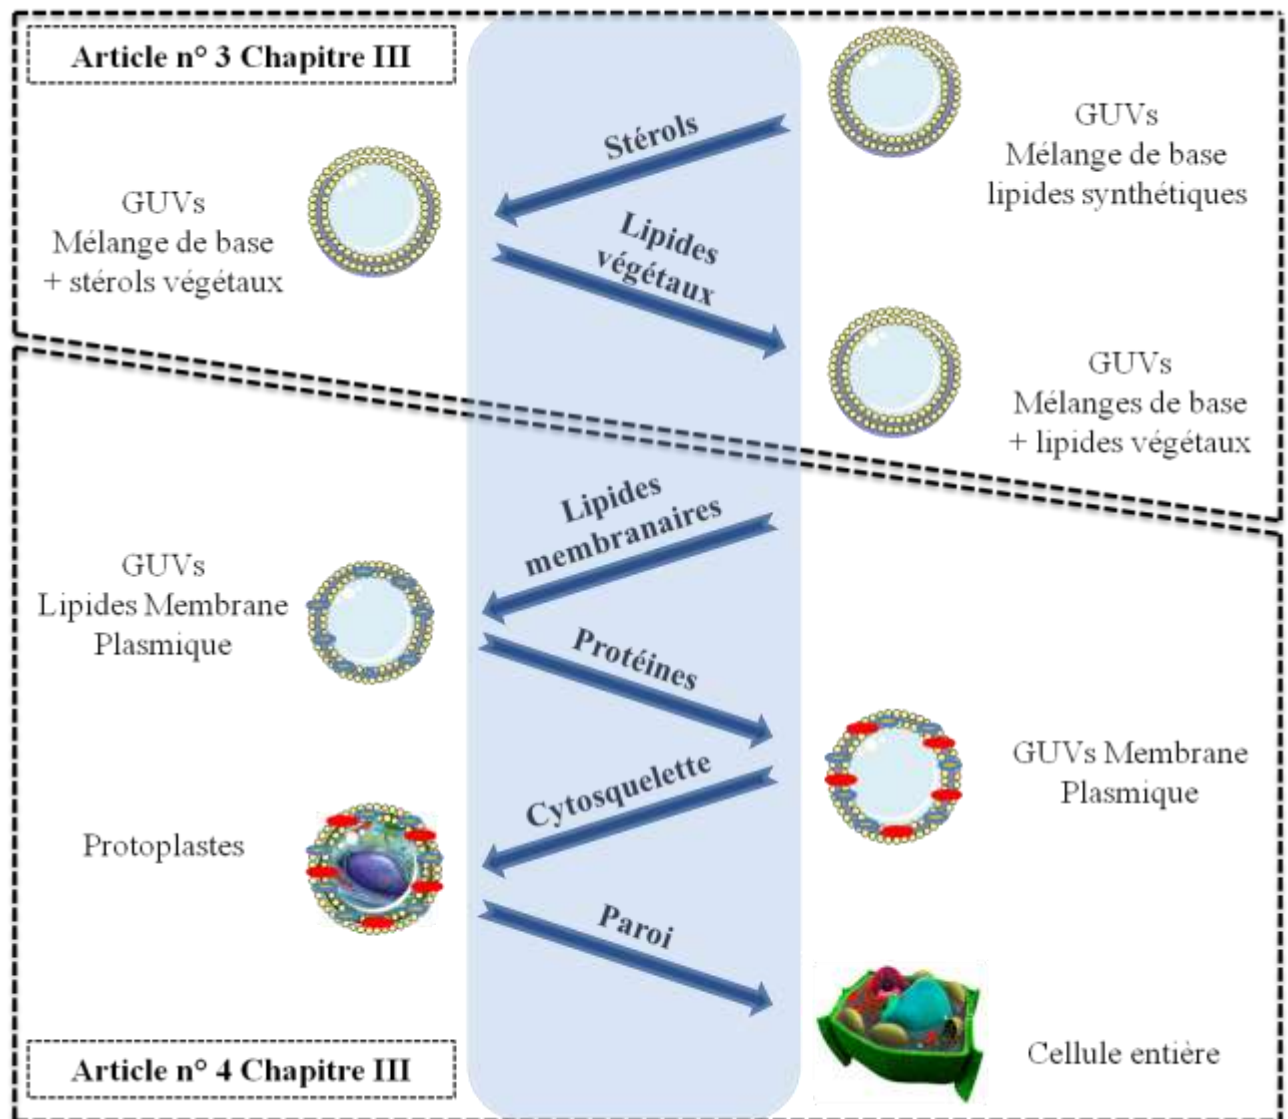 Article n° 3 Chapitre III
GUVs
Mélange de base
lipides synthétiques
Stérols
GUVs
Mélange de base
+ stérols végétaux
Lipides
végétaux
GUVs
Mélanges de base
+ lipides végétaux
Lipides
membranaires
GUVs
Lipides Membrane
Plasmique
Protéines
GUVs Membrane
Plasmique
Cytosquelette
Protoplastes
Paroi
Cellule entière
Article n° 4 Chapitre III